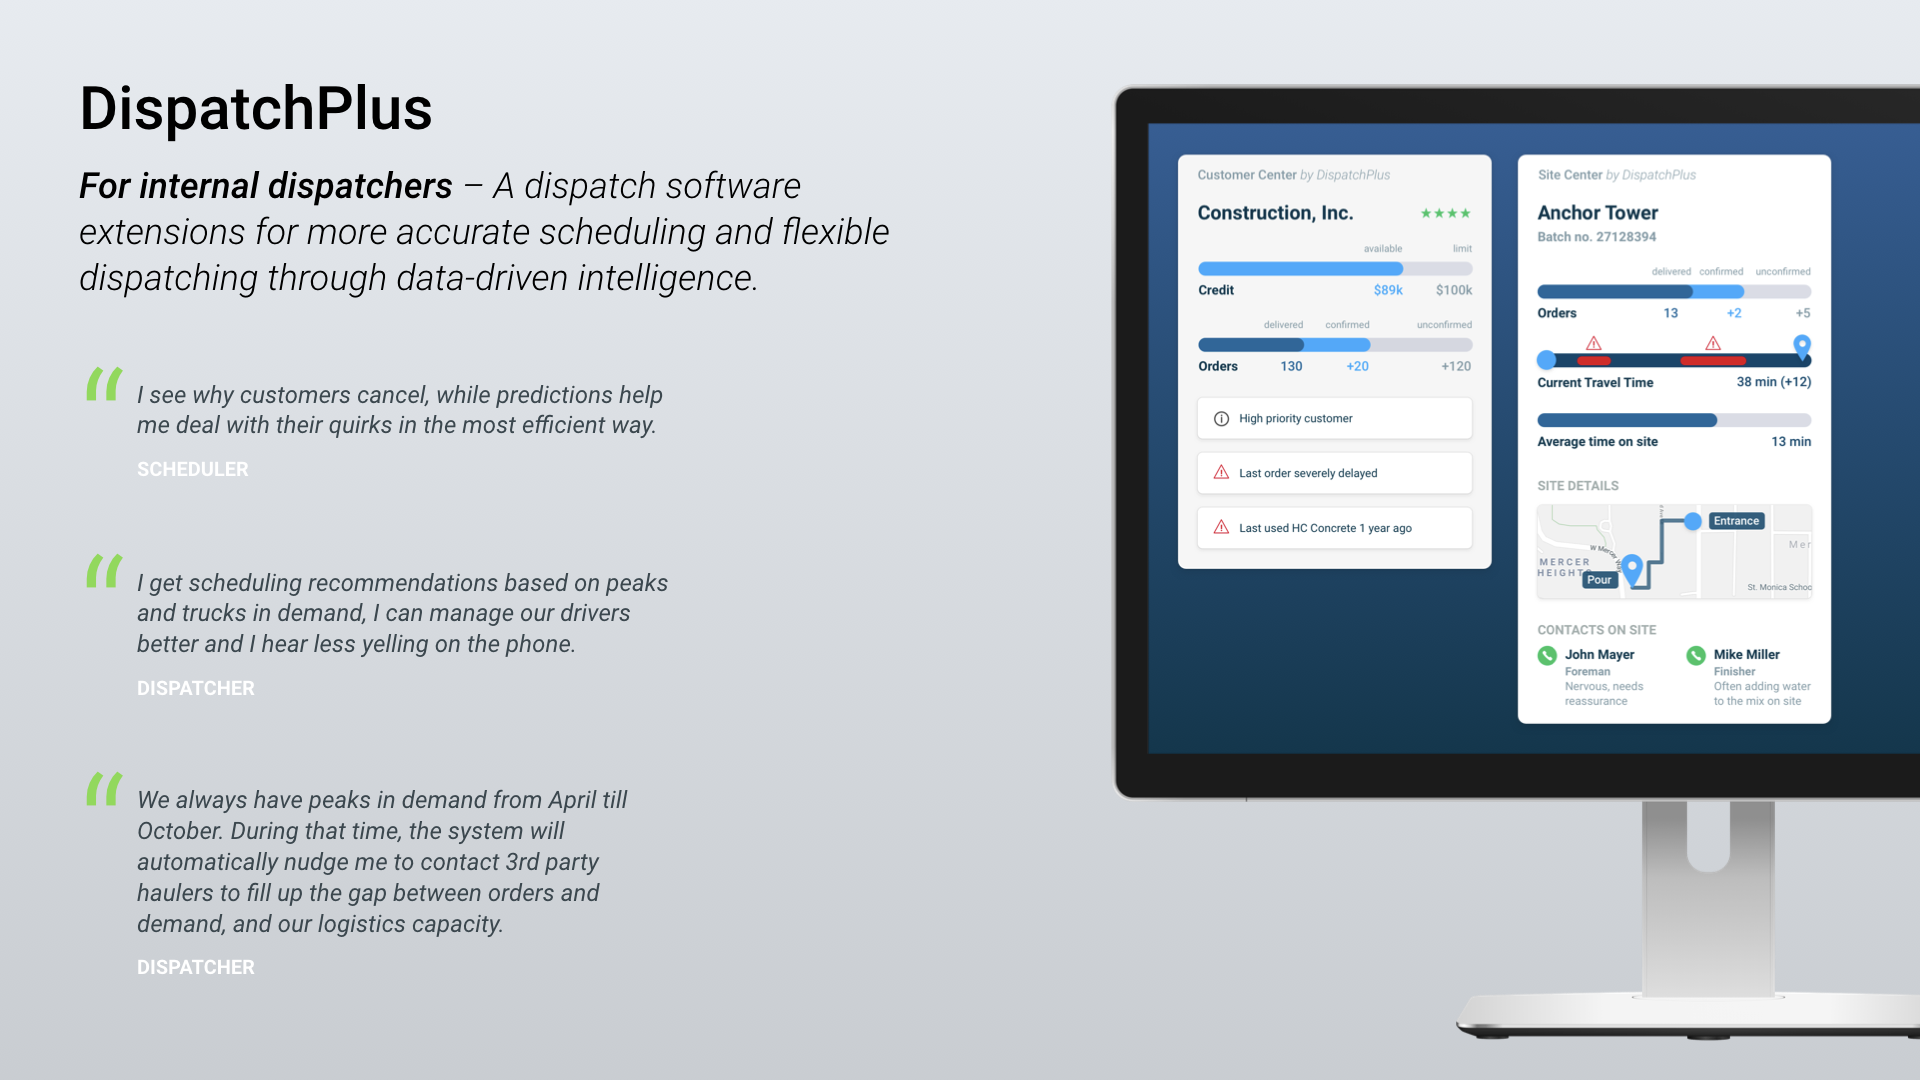 DispatchPlus
For internal dispatchers – A dispatch software
extensions for more accurate scheduling and flexible
dispatching through data-driven intelligence.
“
I see why customers cancel, while predictions help
me deal with their quirks in the most efficient way.
SCHEDULER
“
I get scheduling recommendations based on peaks
and trucks in demand, I can manage our drivers
better and I hear less yelling on the phone.
DISPATCHER
“
We always have peaks in demand from April till
October. During that time, the system will
automatically nudge me to contact 3rd party
haulers to fill up the gap between orders and
demand, and our logistics capacity.
DISPATCHER
Customer Center by DispatchPlus
Construction, Inc. ★★★★
available limit
Credit $89k $100k
delivered confirmed unconfirmed
Orders 130 +20 +120
High priority customer
Last order severely delayed
Last used HC Concrete 1 year ago
Site Center by DispatchPlus
Anchor Tower
Batch no. 27128394
delivered confirmed unconfirmed
Orders 13 +2 +5
Current Travel Time 38 min (+12)
Average time on site 13 min
SITE DETAILS
Entrance
W Mercer
Mer
MERCER
HEIGHTS
Pour
St. Monica Schoo
CONTACTS ON SITE
John Mayer
Foreman
Nervous, needs
reassurance
Mike Miller
Finisher
Often adding water
to the mix on site